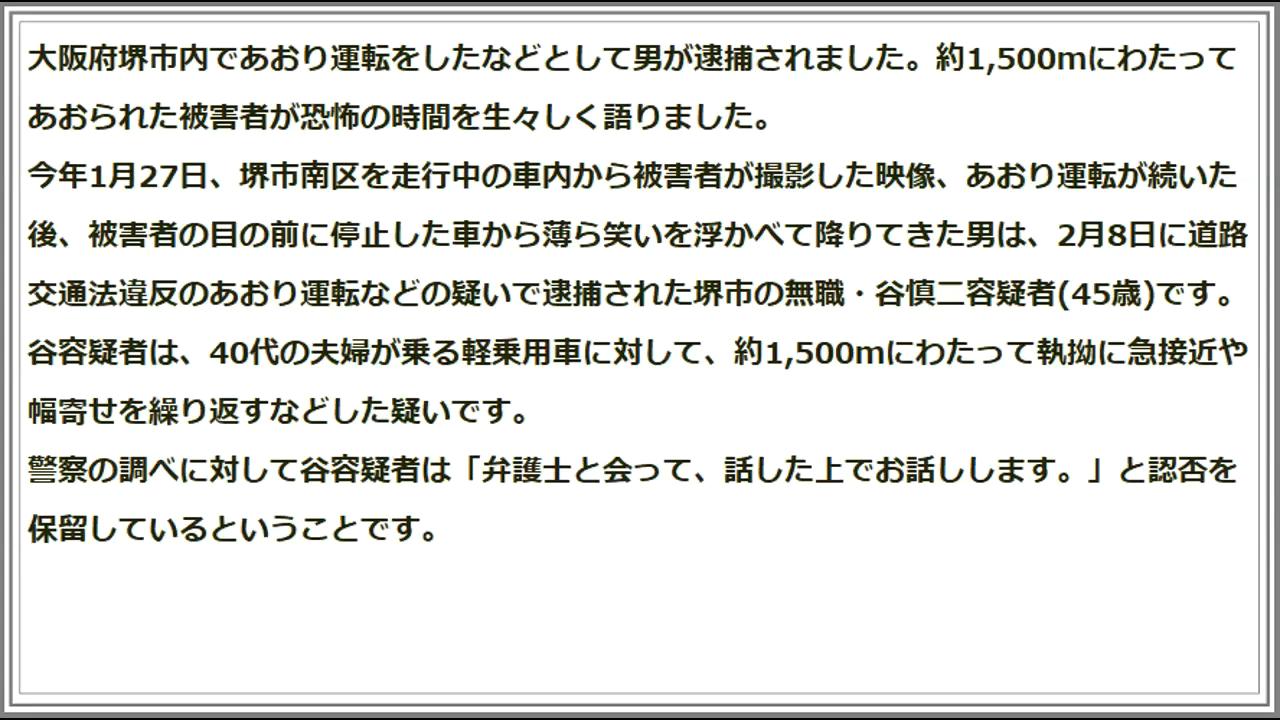 大阪府堺市内であおり運転をしたなどとして男が逮捕されました。約1,500mにわたって
あおられた被害者が恐怖の時間を生々しく語りました。
今年1月27日、堺市南区を走行中の車内から被害者が撮影した映像、あおり運転が続いた
後、被害者の目の前に停止した車から薄ら笑いを浮かべて降りてきた男は、2月8日に道路
交通法違反のあおり運転などの疑いで逮捕された堺市の無職・谷慎二容疑者(45歳)です。
谷容疑者は、40代の夫婦が乗る軽乗用車に対して、約1,500mにわたって執拗に急接近や
幅寄せを繰り返すなどした疑いです。
警察の調べに対して谷容疑者は「弁護士と会って、話した上でお話しします。」と認否を
保留しているということです。